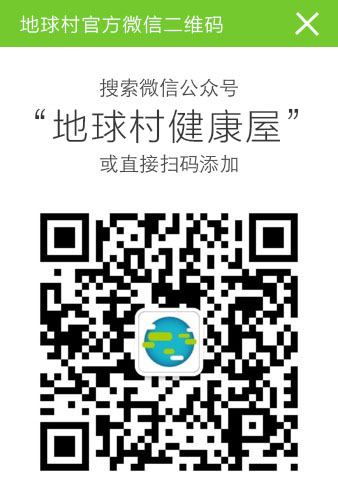 地球村官方微信二维码
搜索微信公众号
“地球村健康屋”
或直接扫码添加